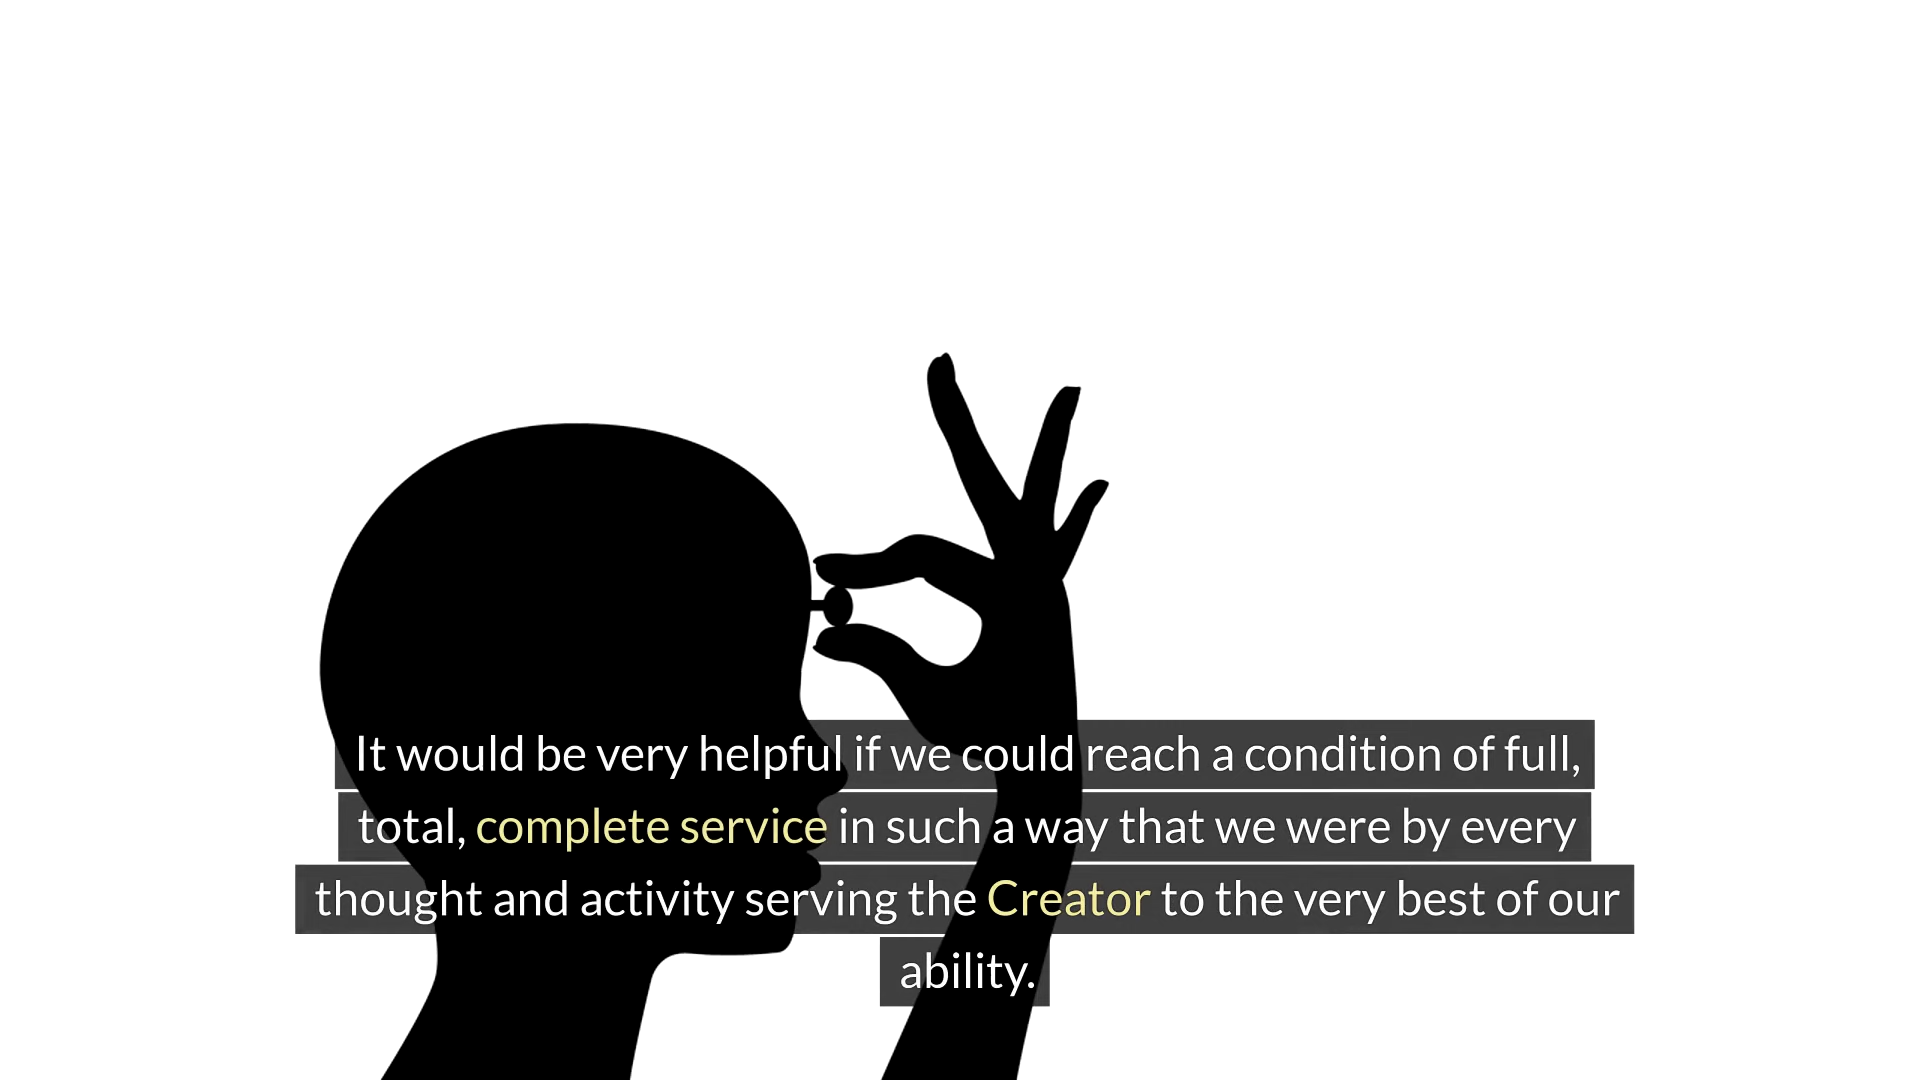 It would be very helpful if we could reach a condition of full,
total, complete service in such a way that we were by every
thought and activity serving the Creator to the very best of our
ability.